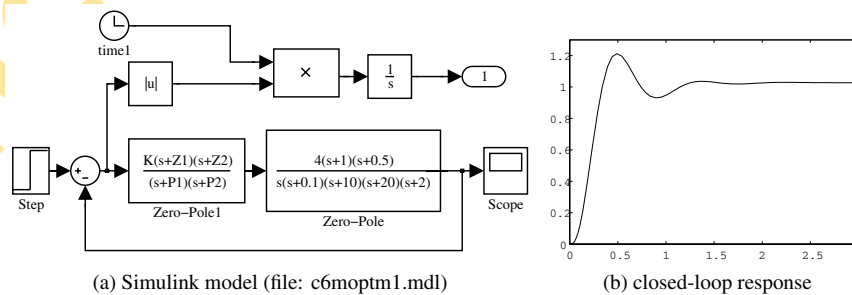 time1
|u|
×
1
s
1
Step
+
−
K(s+Z1)(s+Z2)
(s+P1)(s+P2)
Zero−Pole1
4(s+1)(s+0.5)
s(s+0.1)(s+10)(s+20)(s+2)
Zero−Pole
Scope
(a) Simulink model (file: c6moptm1.mdl)
1.2
1
0.8
0.6
0.4
0.2
0
0 0.5 1 1.5 2 2.5
(b) closed-loop response